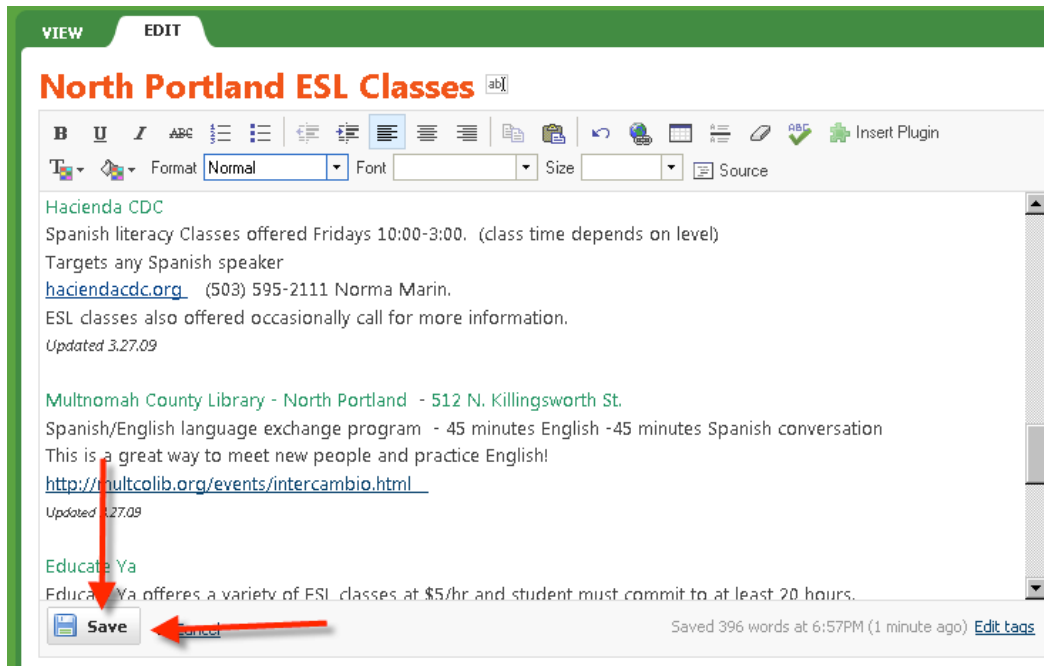 VIEW EDIT
North Portland ESL Classes ab
B U I ABC Insert Plugin
T Format Normal Font Size Source
Hacienda CDC
Spanish literacy Classes offered Fridays 10:00-3:00. (class time depends on level)
Targets any Spanish speaker
haciendacdc.org (503) 595-2111 Norma Marin.
ESL classes also offered occasionally call for more information.
Updated 3.27.09
Multnomah County Library - North Portland - 512 N. Killingsworth St.
Spanish/English language exchange program - 45 minutes English -45 minutes Spanish conversation
This is a great way to meet new people and practice English!
http://multcolib.org/events/intercambio.html
Updated 3.27.09
Educate Ya
Educate Ya offeres a variety of ESL classes at $5/hr and student must commit to at least 20 hours.
Save Cancel Saved 396 words at 6:57PM (1 minute ago) Edit tags